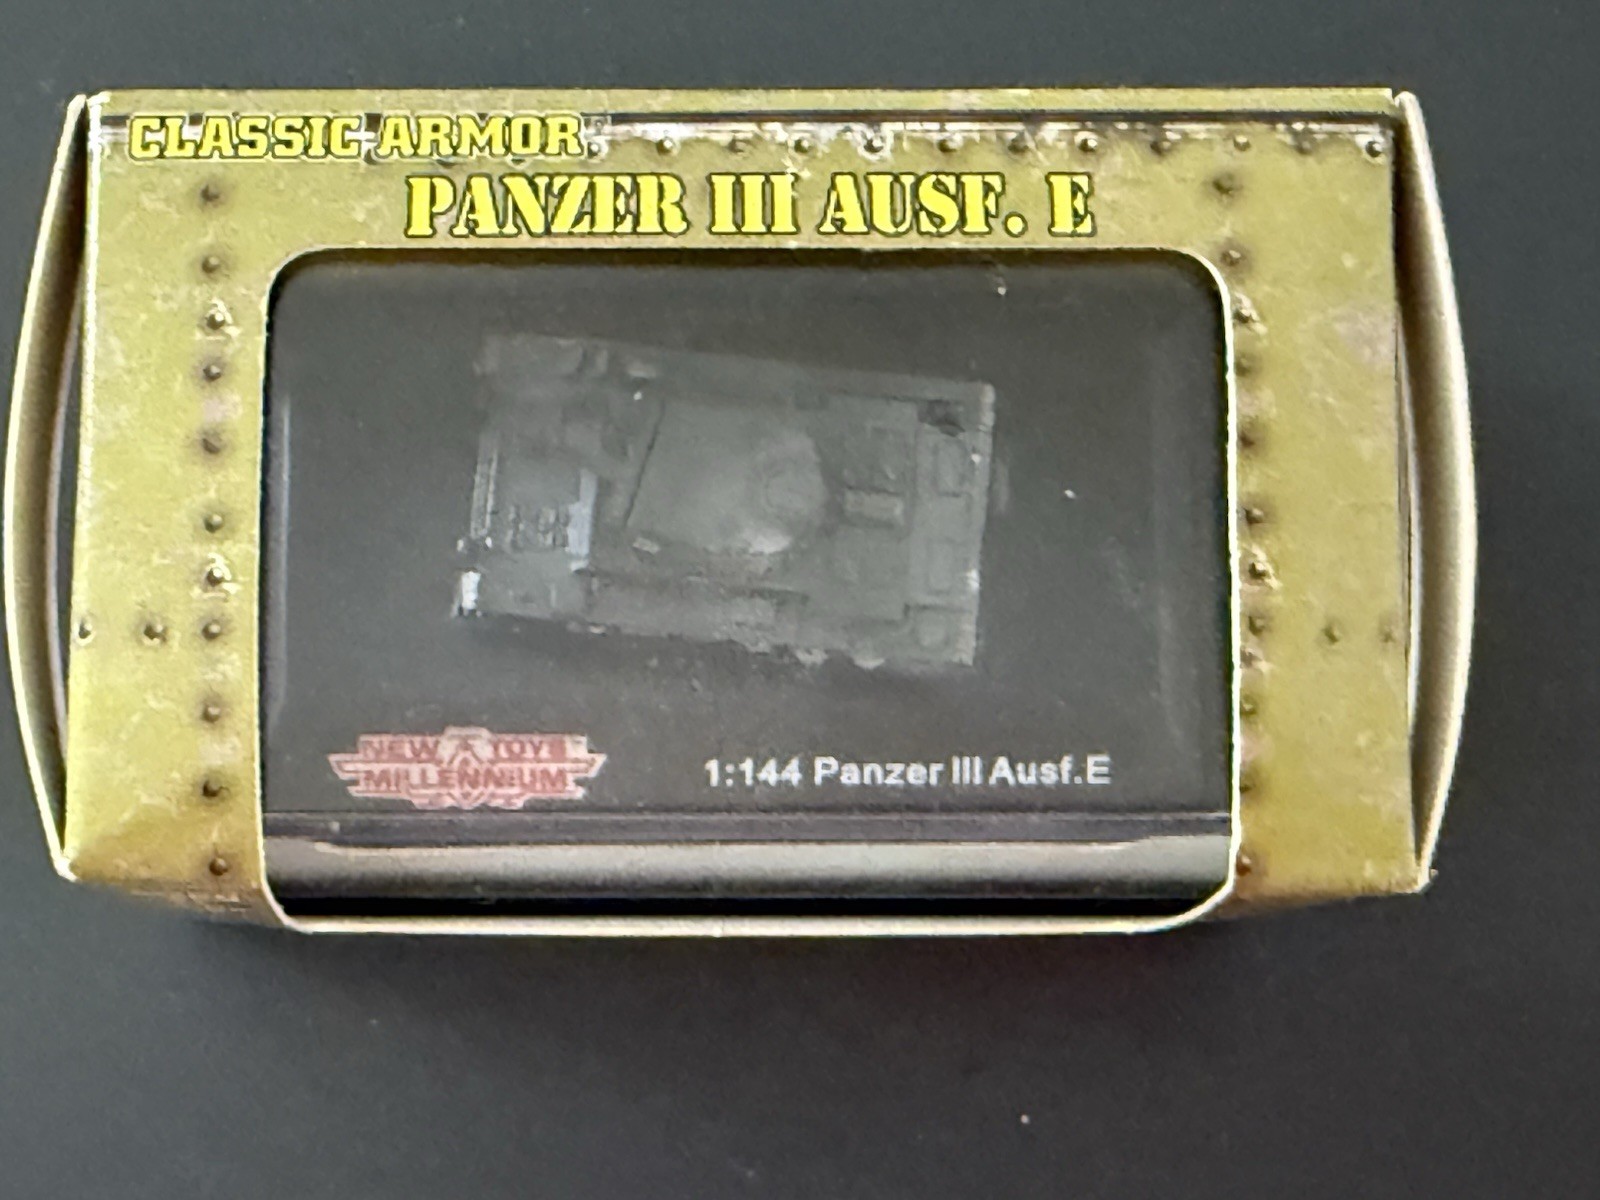 CLASSIC ARMOR
PANZER III AUSF. E
NEW TOYS
MILLENNIUM
1:144 Panzer III Ausf.E